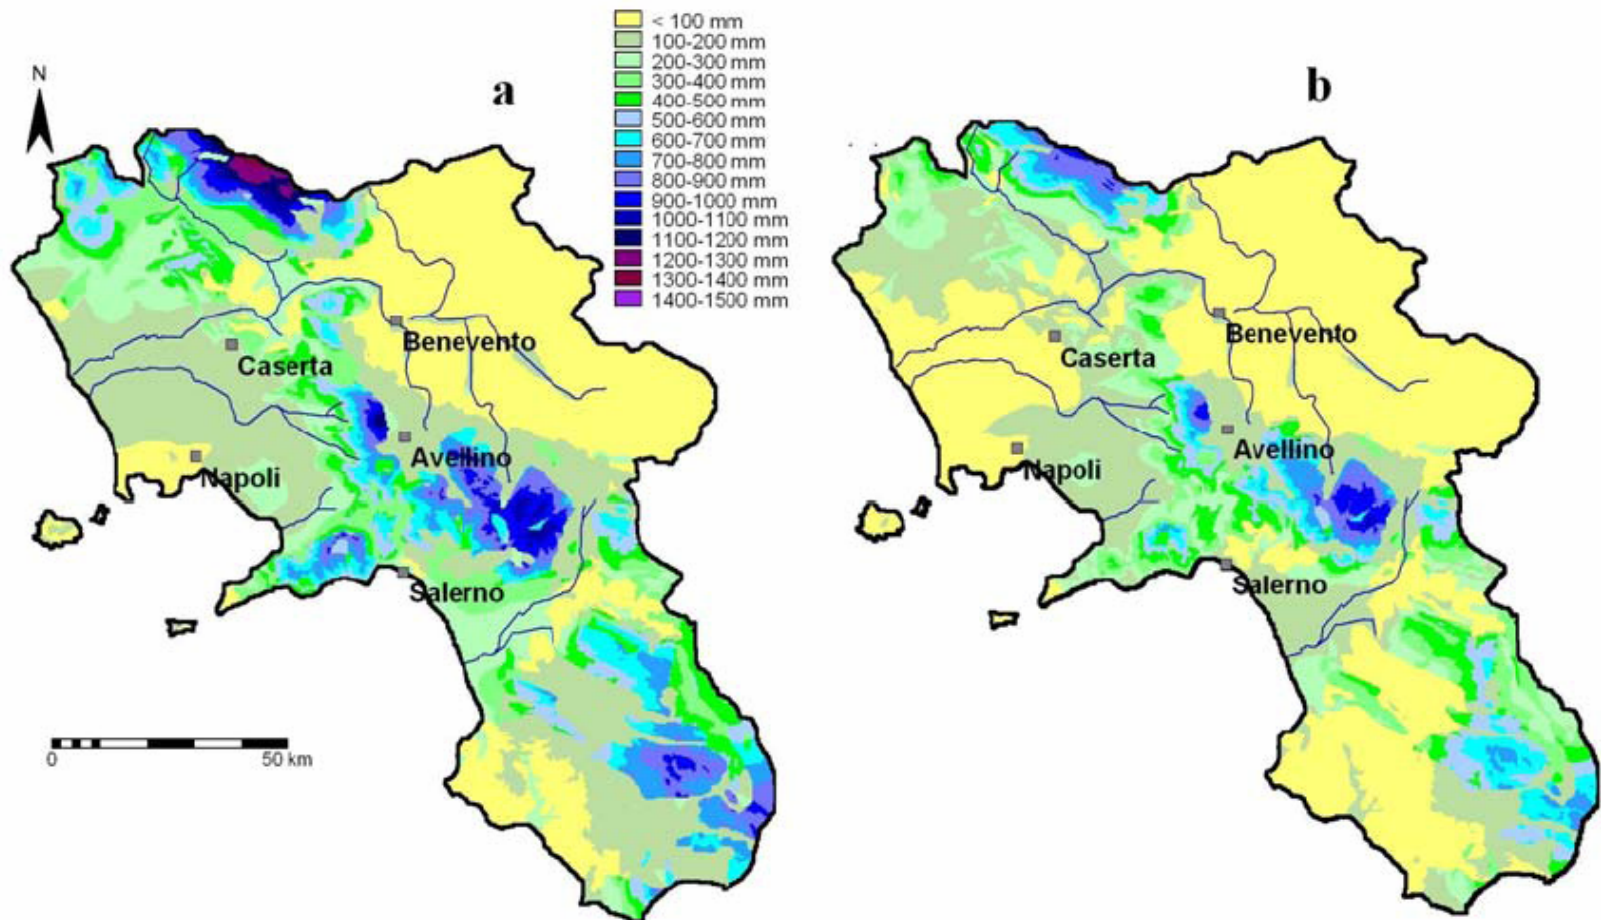 < 100 mm
100-200 mm
200-300 mm
300-400 mm
400-500 mm
500-600 mm
600-700 mm
700-800 mm
800-900 mm
900-1000 mm
1000-1100 mm
1100-1200 mm
1200-1300 mm
1300-1400 mm
1400-1500 mm
N
a
Benevento
Caserta
Avellino
Napoli
Salerno
0 50 km
b
Benevento
Caserta
Avellino
Napoli
Salerno